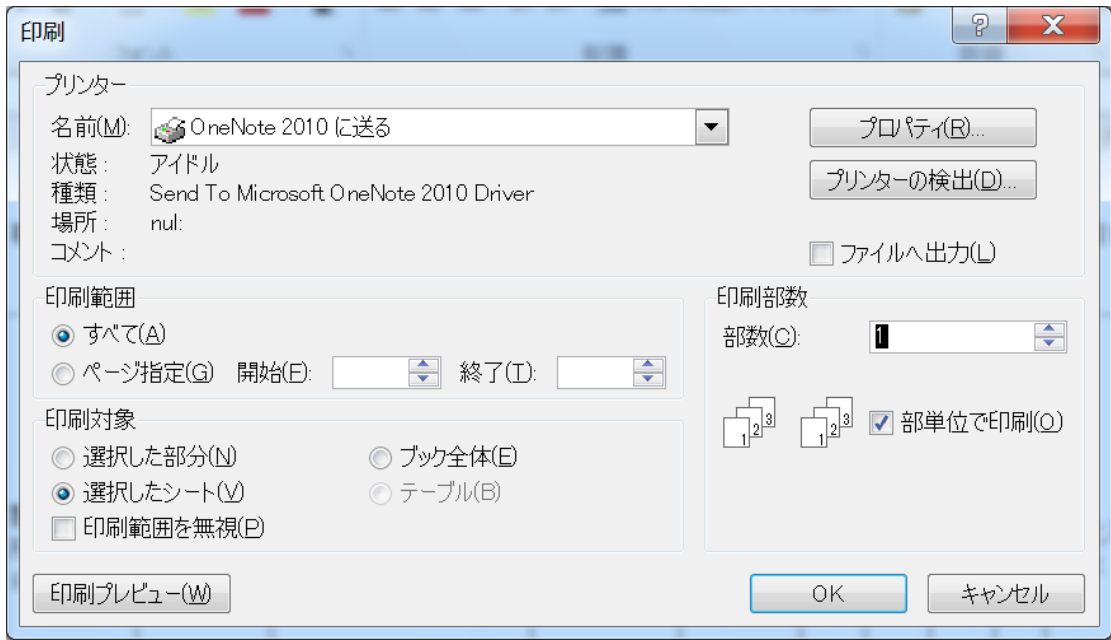 印刷
プリンター
名前(M): OneNote 2010 に送る プロパティ(R)...
状態 : アイドル
プリンターの検出(D)...
種類 : Send To Microsoft OneNote 2010 Driver
場所 : nul:
コメント : ファイルへ出力(L)
印刷範囲
すべて(A)
ページ指定(G) 開始(F): 終了(T):
印刷部数
部数(C): 1
1 2 3 1 2 3 部単位で印刷(O)
印刷対象
選択した部分(N) ブック全体(E)
選択したシート(V) テーブル(B)
印刷範囲を無視(P)
印刷プレビュー(W) OK キャンセル